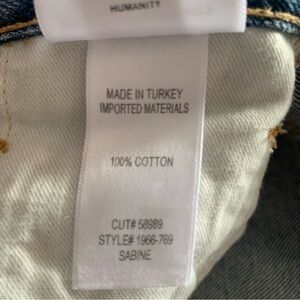 HUMANITY
MADE IN TURKEY
IMPORTED MATERIALS
100% COTTON
CUT# 58989
STYLE# 1966-769
SABINE